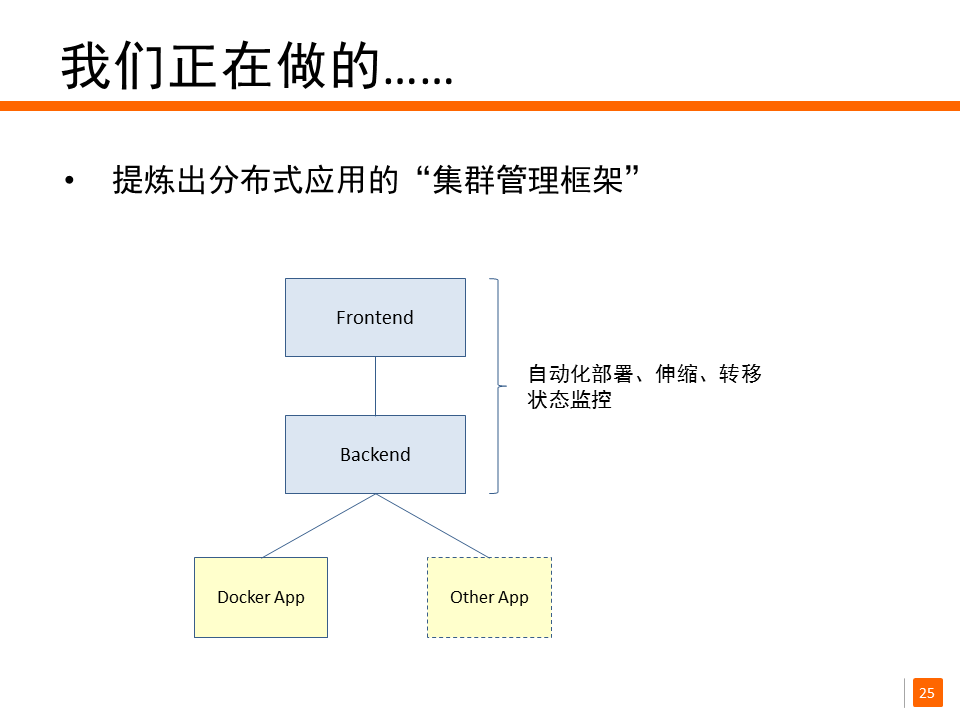 我们正在做的……
• 提炼出分布式应用的“集群管理框架”
Frontend
自动化部署、伸缩、转移
状态监控
Backend
Docker App
Other App
25